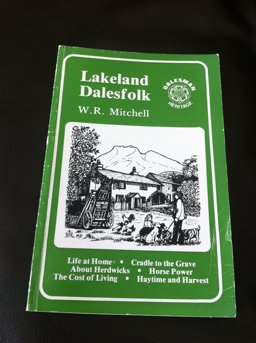 Lakeland
Dalesfolk
W.R. Mitchell
DALESMAN
HERITAGE
Life at Home • Cradle to the Grave
About Herdwicks • Horse Power
The Cost of Living • Haytime and Harvest